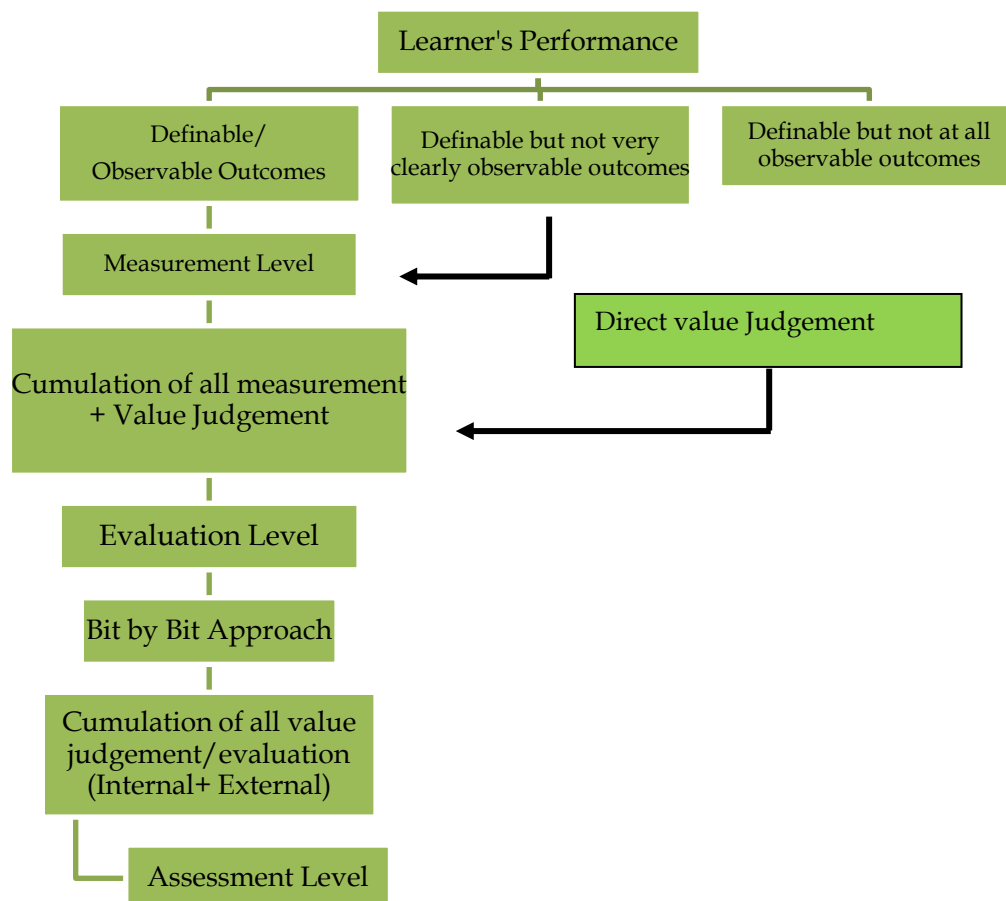 Learner's Performance
Definable/
Observable Outcomes
Definable but not very
clearly observable outcomes
Definable but not at all
observable outcomes
Measurement Level
Direct value Judgement
Cumulation of all measurement
+ Value Judgement
Evaluation Level
Bit by Bit Approach
Cumulation of all value
judgement/evaluation
(Internal+ External)
Assessment Level